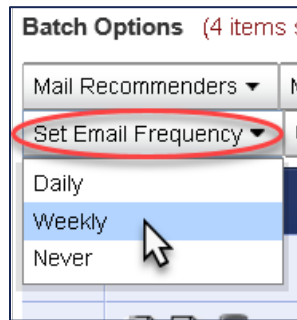 Batch Options (4 items
Mail Recommenders ▼
Set Email Frequency ▼
Daily
Weekly
Never